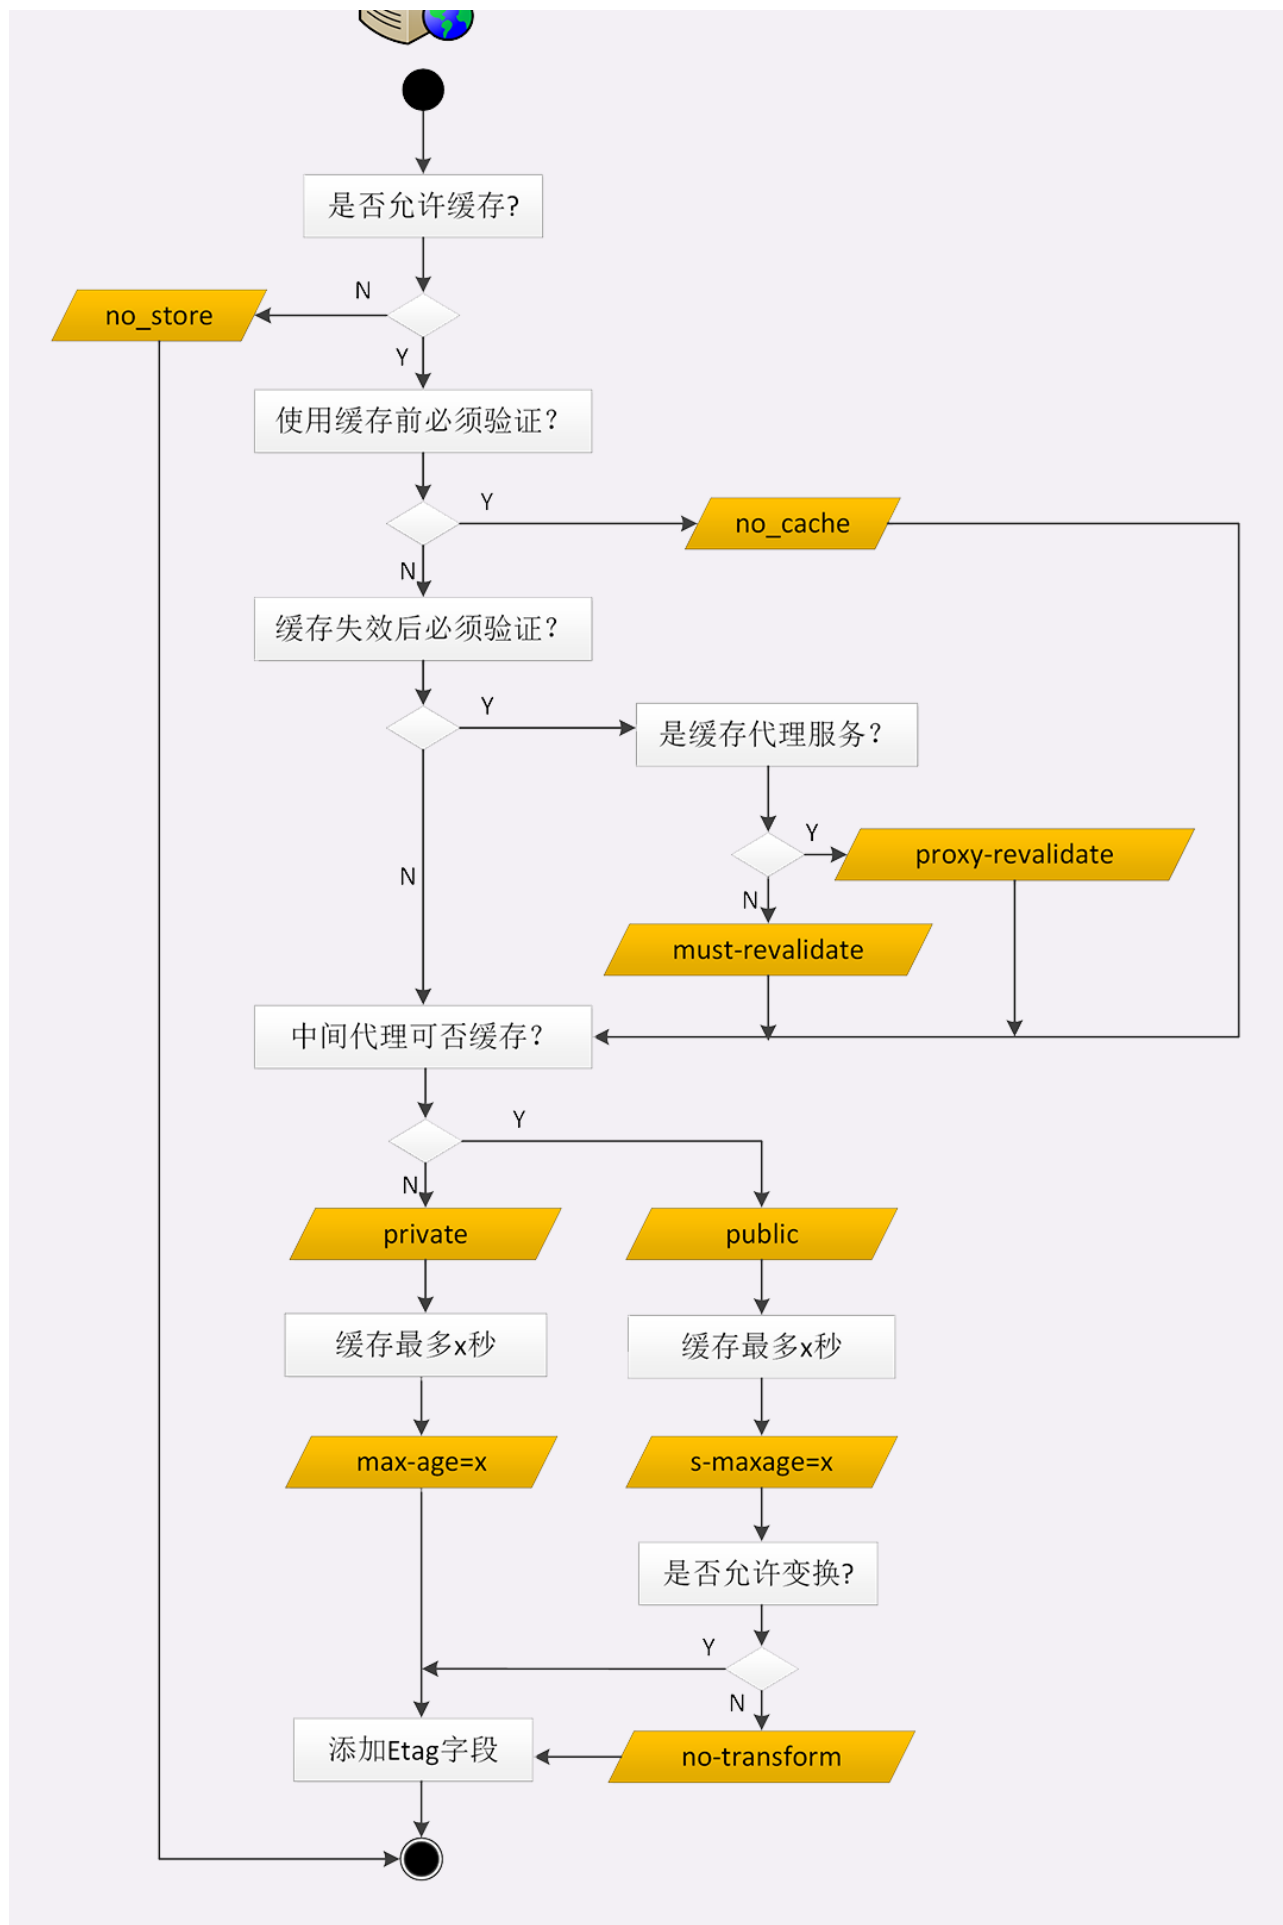 是否允许缓存?
N
no_store
Y
使用缓存前必须验证?
Y
no_cache
N
缓存失效后必须验证?
Y
是缓存代理服务?
Y
proxy-revalidate
N
N
must-revalidate
中间代理可否缓存?
Y
N
private
public
缓存最多x秒
缓存最多x秒
max-age=x
s-maxage=x
是否允许变换?
Y
N
添加Etag字段
no-transform